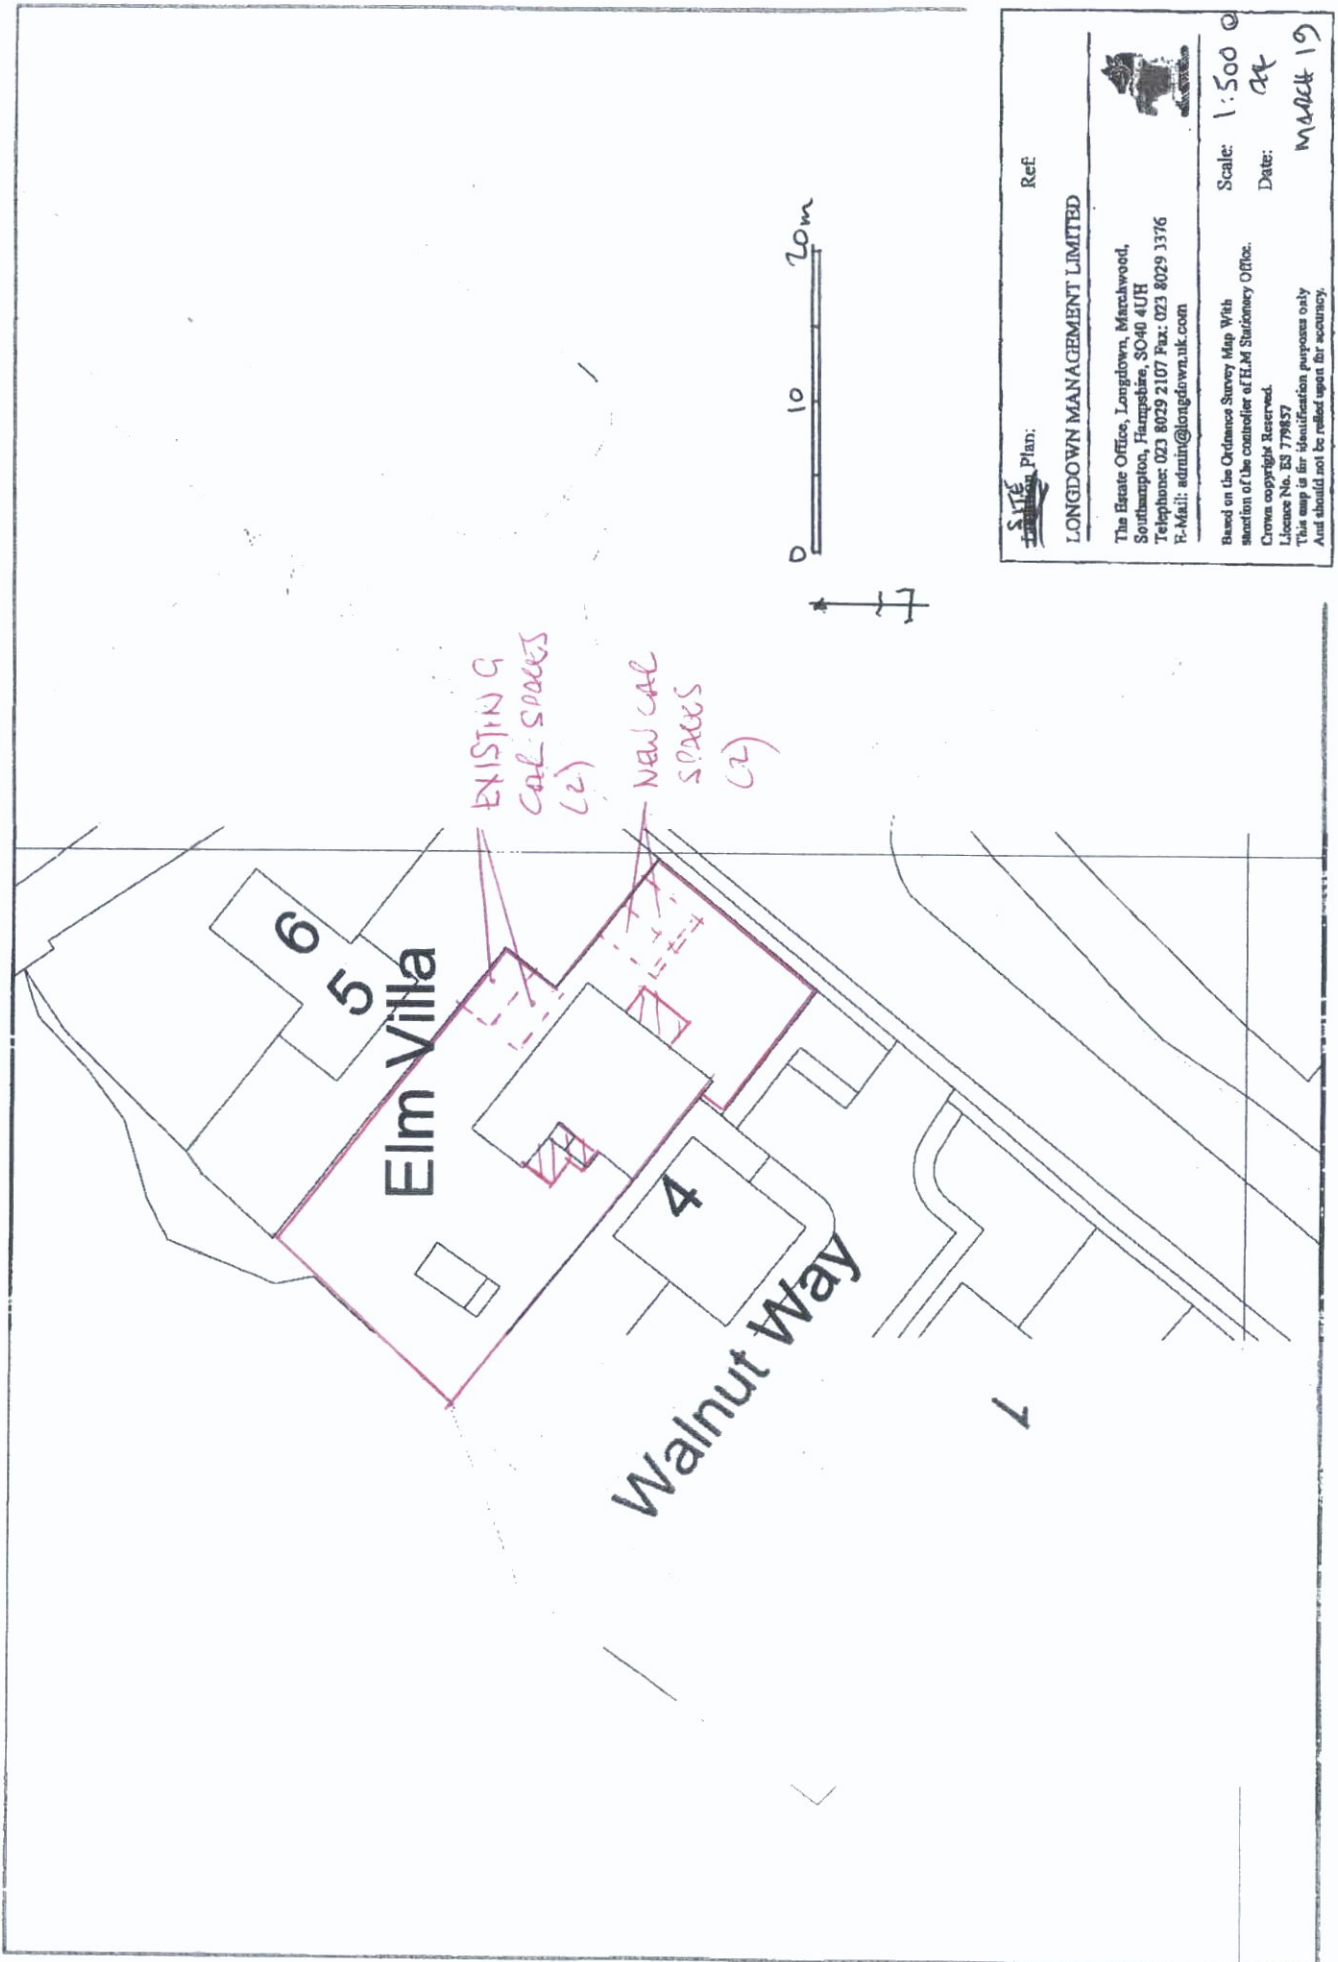 6
5
Elm Villa
4
Walnut Way
1
EXISTING
CAR SPACES
(2)
NEW CAR
SPACES
(2)
0 10 20m
SITE Plan: Ref:
LONGDOWN MANAGEMENT LIMITED
The Estate Office, Longdown, Marchwood,
Southampton, Hampshire, SO40 4UH
Telephone: 023 8029 2107 Fax: 023 8029 3376
E-Mail: admin@longdown.uk.com
Based on the Ordnance Survey Map With
sanction of the controller of H.M Stationery Office.
Crown copyright Reserved.
Licence No. ES 779857
This map is for identification purposes only
And should not be relied upon for accuracy.
Scale: 1:500 @
A4
Date:
MARCH 19